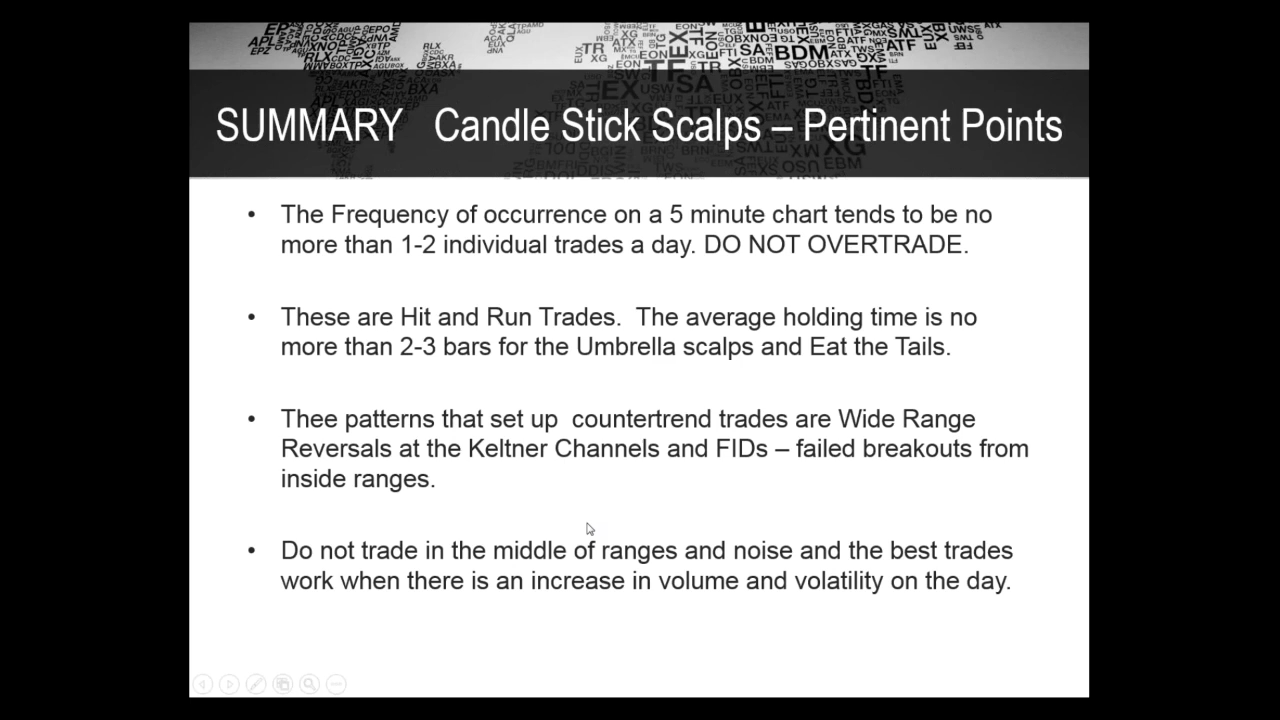 SUMMARY Candle Stick Scalps – Pertinent Points
• The Frequency of occurrence on a 5 minute chart tends to be no
more than 1-2 individual trades a day. DO NOT OVERTRADE.
• These are Hit and Run Trades. The average holding time is no
more than 2-3 bars for the Umbrella scalps and Eat the Tails.
• Thee patterns that set up countertrend trades are Wide Range
Reversals at the Keltner Channels and FIDs – failed breakouts from
inside ranges.
• Do not trade in the middle of ranges and noise and the best trades
work when there is an increase in volume and volatility on the day.